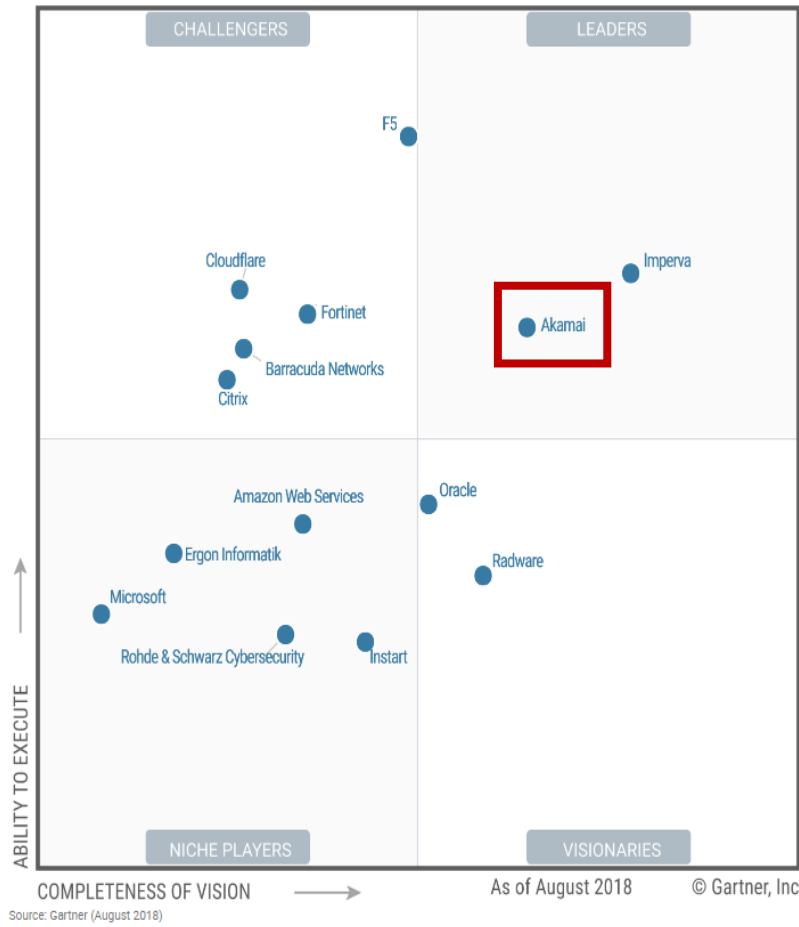 CHALLENGERS
LEADERS
F5
Cloudflare
Imperva
Fortinet
Akamai
Barracuda Networks
Citrix
Amazon Web Services
Oracle
Ergon Informatik
Radware
Microsoft
Rohde & Schwarz Cybersecurity
Instart
ABILITY TO EXECUTE
NICHE PLAYERS
VISIONARIES
COMPLETENESS OF VISION
As of August 2018
© Gartner, Inc
Source: Gartner (August 2018)